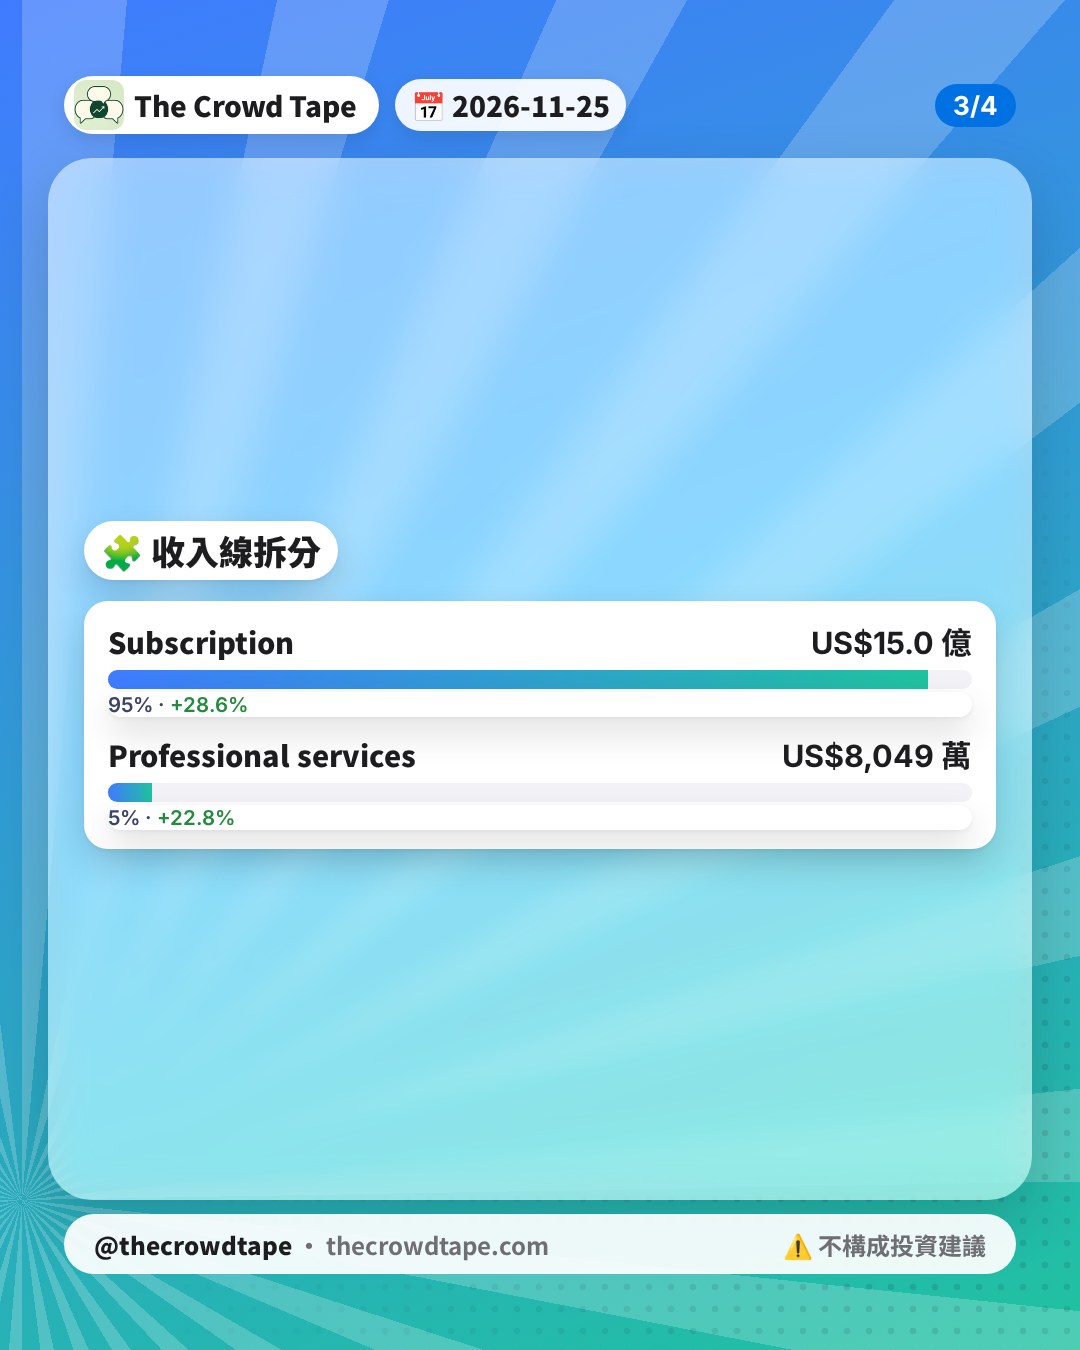 The Crowd Tape
📅 2026-11-25
3/4
🧩 收入線拆分
Subscription
US$15.0 億
95% · +28.6%
Professional services
US$8,049 萬
5% · +22.8%
@thecrowdtape • thecrowdtape.com
⚠️ 不構成投資建議